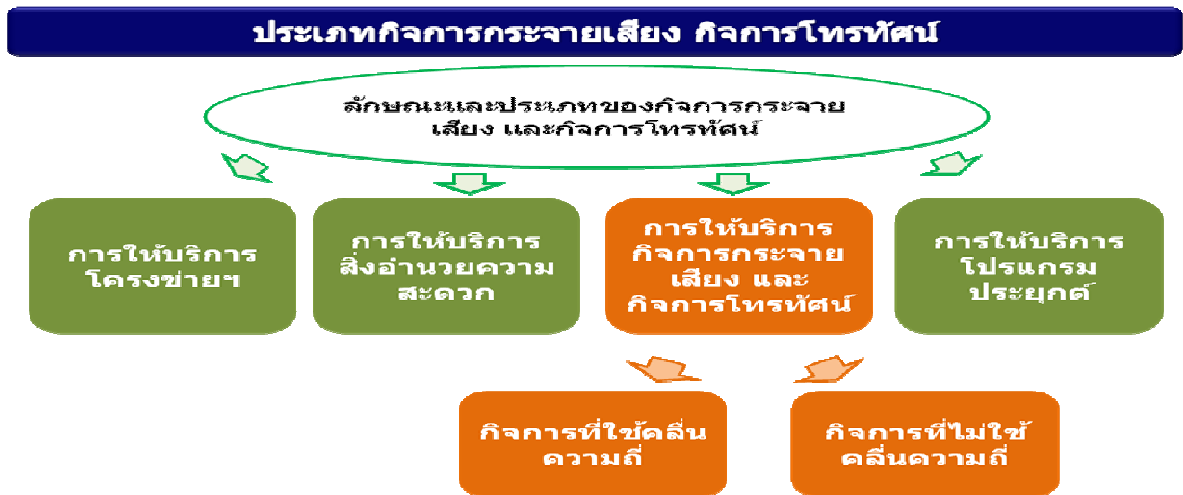 ประเภทกิจการกระจายเสียง กิจการโทรทัศน์
ลักษณะและประเภทของกิจการกระจาย
เสียง และกิจการโทรทัศน์
การให้บริการ
โครงข่ายฯ
การให้บริการ
สิ่งอำนวยความ
สะดวก
การให้บริการ
กิจการกระจาย
เสียง และ
กิจการโทรทัศน์
การให้บริการ
โปรแกรม
ประยุกต์
กิจการที่ใช้คลื่น
ความถี่
กิจการที่ไม่ใช้
คลื่นความถี่